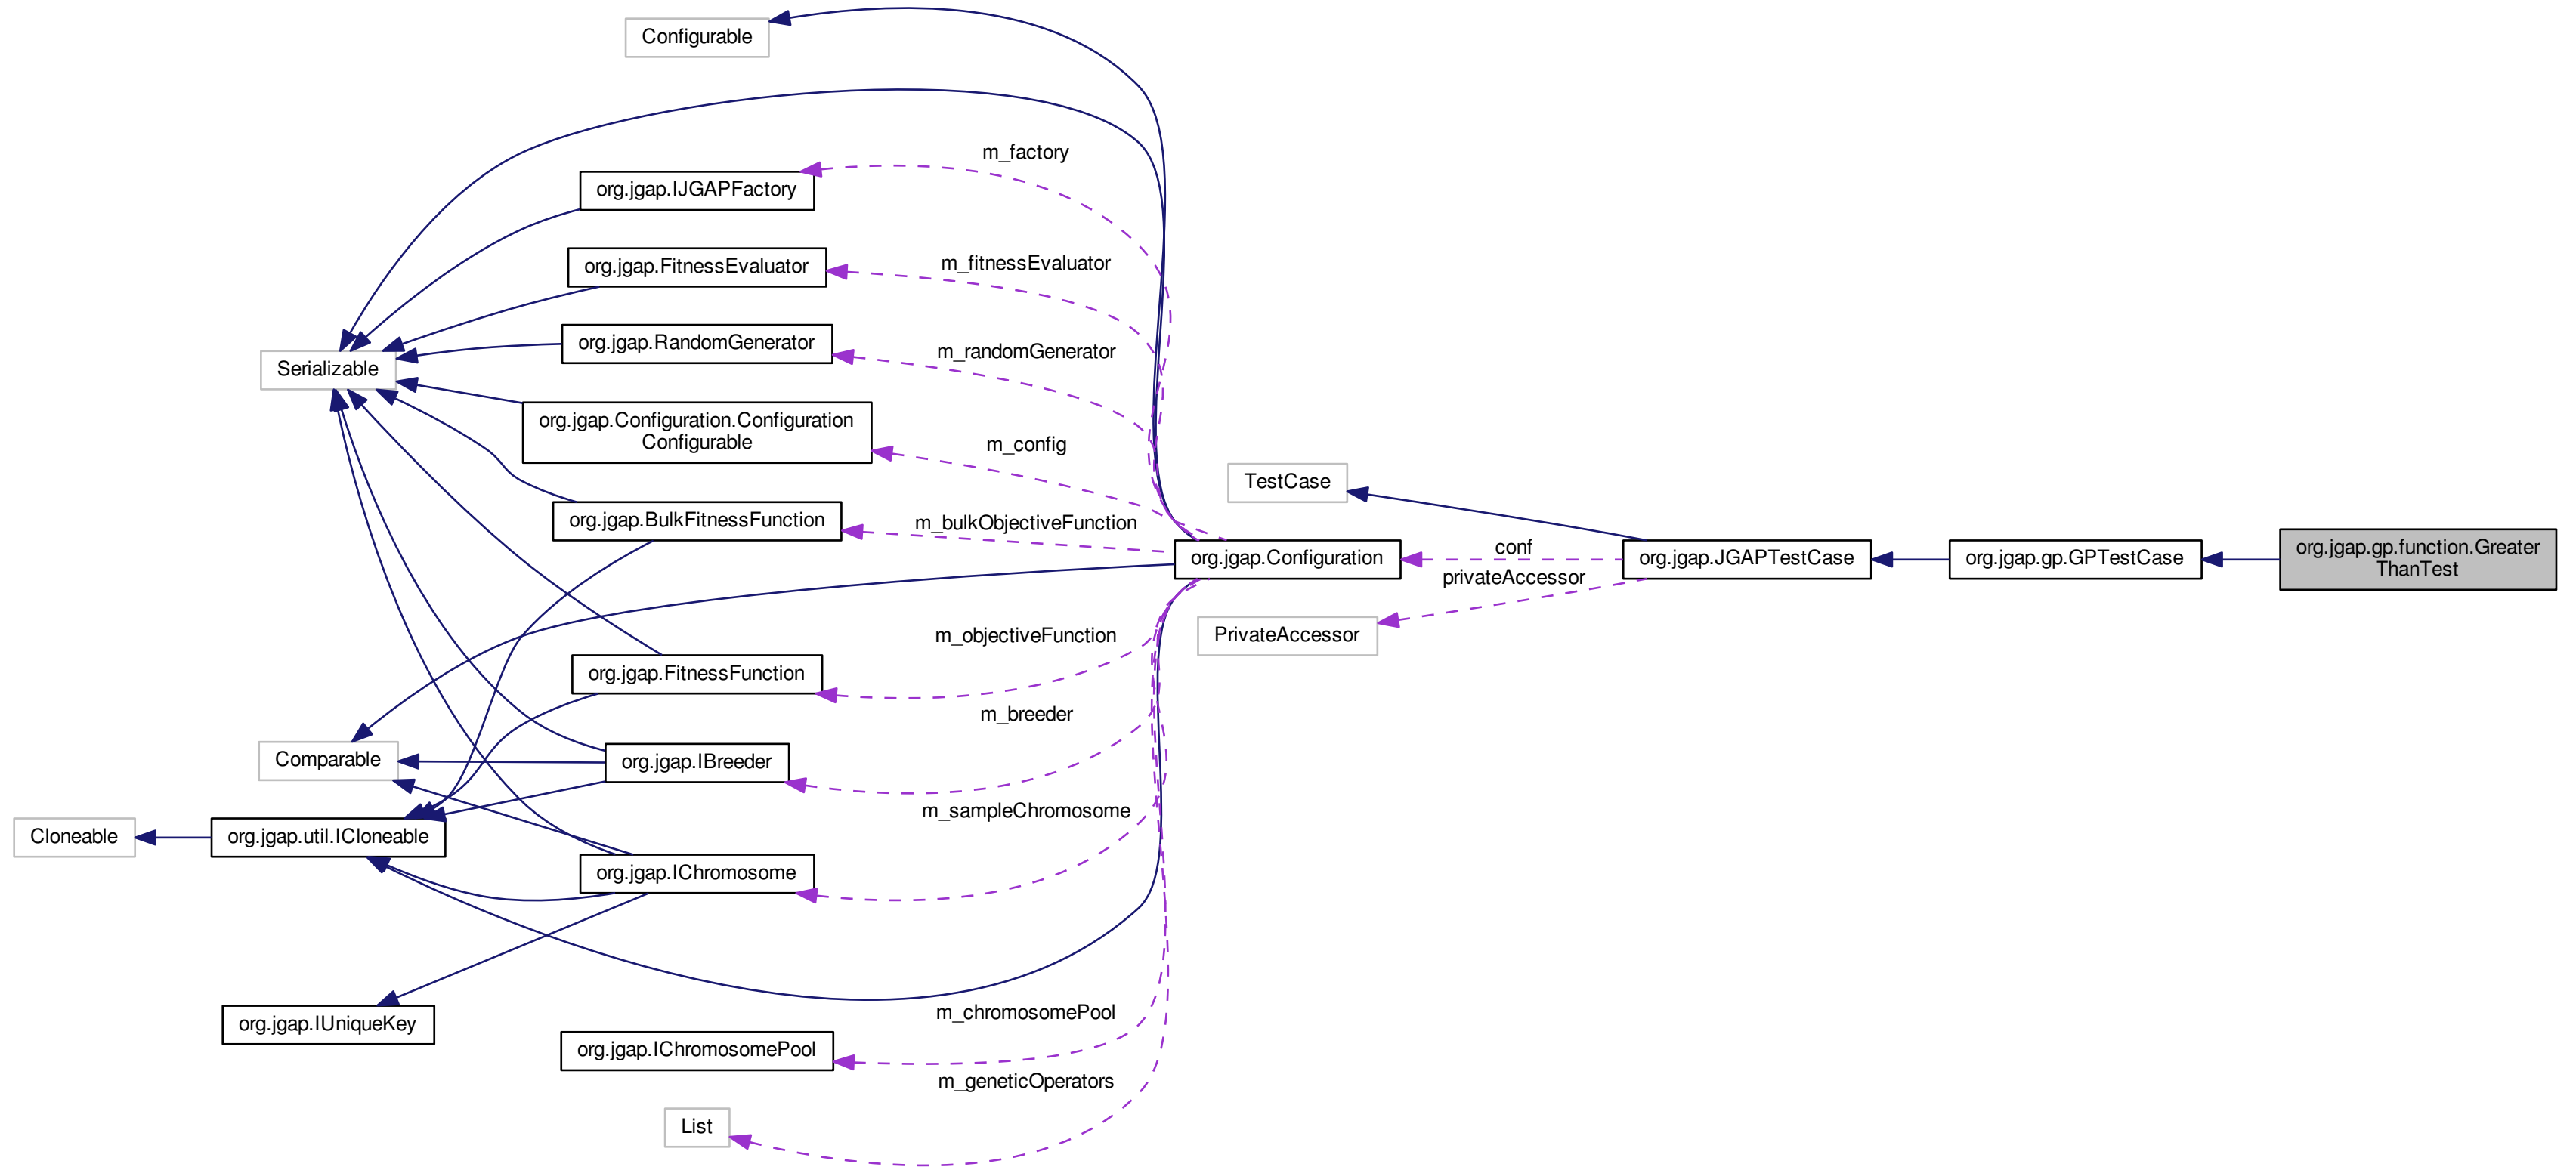 Configurable
m_factory
org.jgap.IJGAPFactory
m_fitnessEvaluator
org.jgap.FitnessEvaluator
m_randomGenerator
org.jgap.RandomGenerator
Serializable
org.jgap.Configuration.Configuration
Configurable
m_config
TestCase
org.jgap.BulkFitnessFunction
m_bulkObjectiveFunction
org.jgap.Configuration
conf
org.jgap.JGAPTestCase
org.jgap.gp.GPTestCase
org.jgap.gp.function.Greater
ThanTest
privateAccessor
PrivateAccessor
m_objectiveFunction
org.jgap.FitnessFunction
m_breeder
Comparable
org.jgap.IBreeder
m_sampleChromosome
Cloneable
org.jgap.util.ICloneable
org.jgap.IChromosome
org.jgap.IUniqueKey
m_chromosomePool
org.jgap.IChromosomePool
m_geneticOperators
List